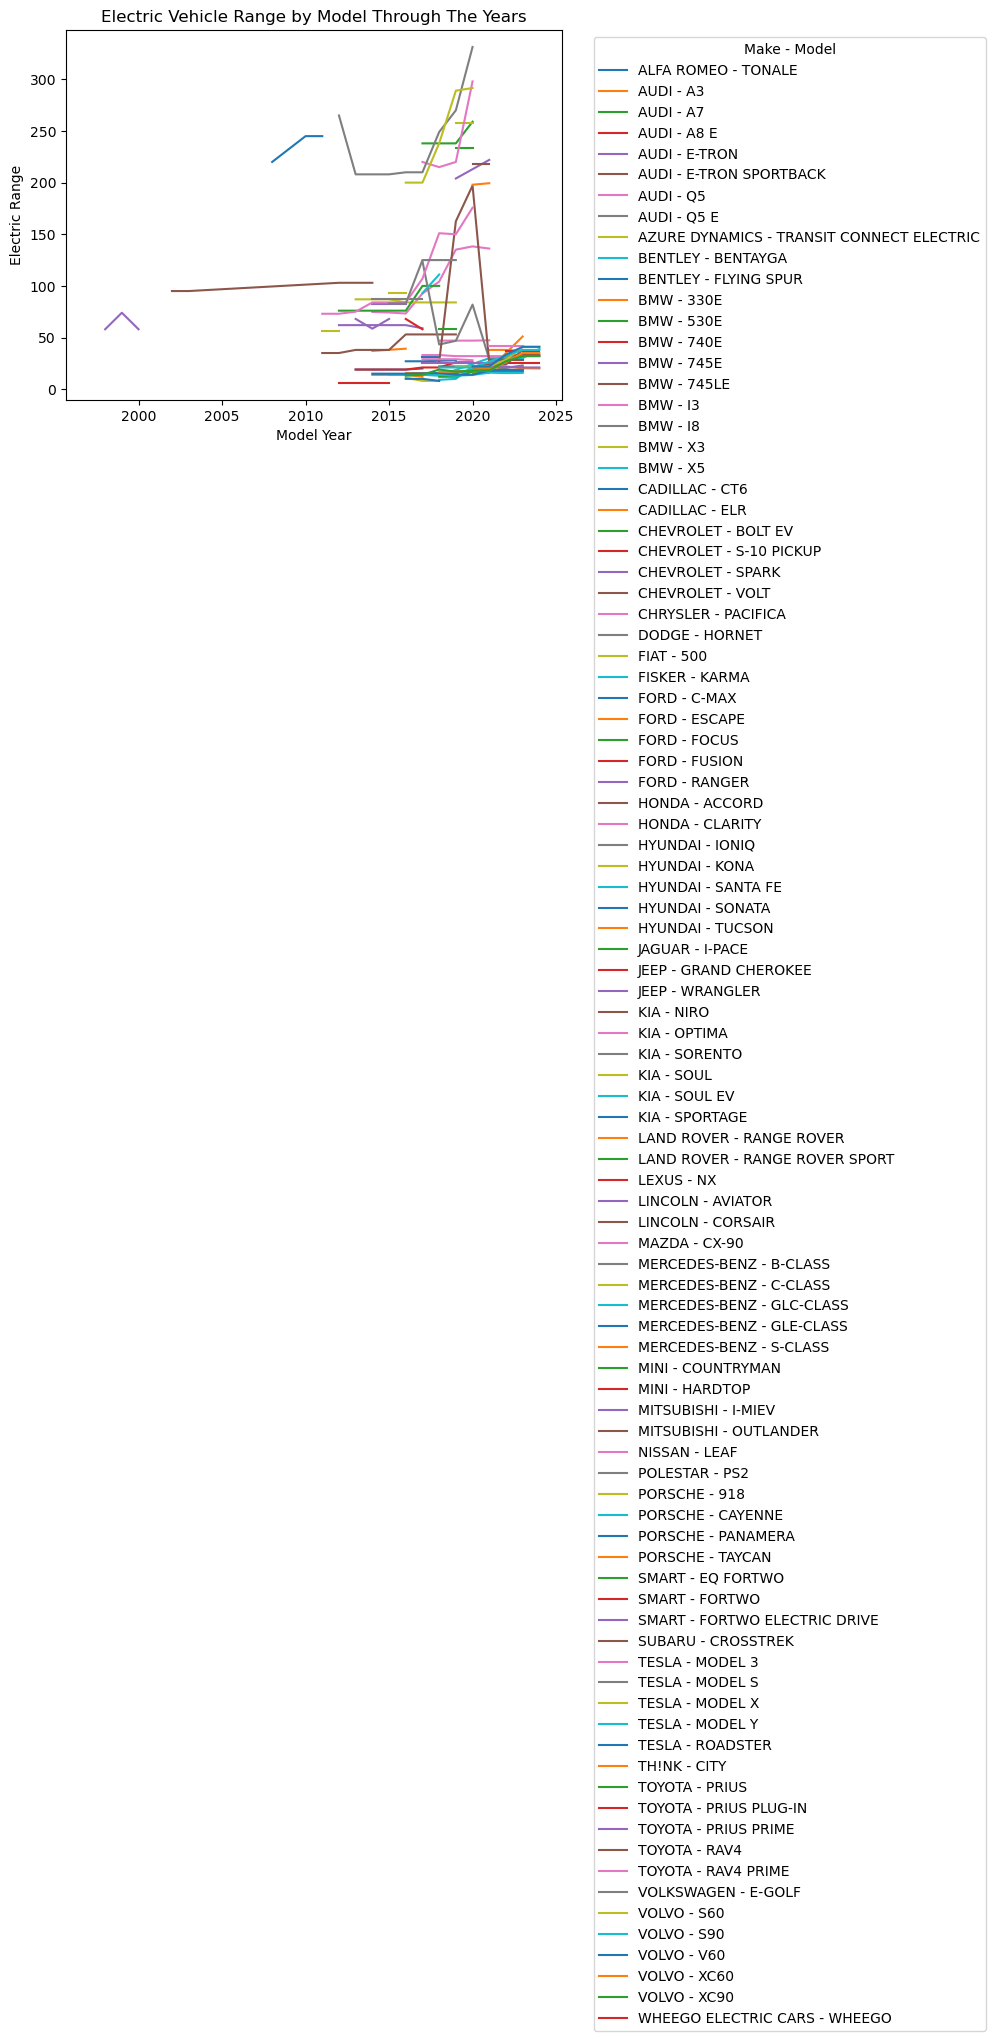 Electric Vehicle Range by Model Through The Years
Electric Range
300
250
200
150
100
50
0
2000 2005 2010 2015 2020 2025
Model Year
Make - Model
ALFA ROMEO - TONALE
AUDI - A3
AUDI - A7
AUDI - A8 E
AUDI - E-TRON
AUDI - E-TRON SPORTBACK
AUDI - Q5
AUDI - Q5 E
AZURE DYNAMICS - TRANSIT CONNECT ELECTRIC
BENTLEY - BENTAYGA
BENTLEY - FLYING SPUR
BMW - 330E
BMW - 530E
BMW - 740E
BMW - 745E
BMW - 745LE
BMW - I3
BMW - I8
BMW - X3
BMW - X5
CADILLAC - CT6
CADILLAC - ELR
CHEVROLET - BOLT EV
CHEVROLET - S-10 PICKUP
CHEVROLET - SPARK
CHEVROLET - VOLT
CHRYSLER - PACIFICA
DODGE - HORNET
FIAT - 500
FISKER - KARMA
FORD - C-MAX
FORD - ESCAPE
FORD - FOCUS
FORD - FUSION
FORD - RANGER
HONDA - ACCORD
HONDA - CLARITY
HYUNDAI - IONIQ
HYUNDAI - KONA
HYUNDAI - SANTA FE
HYUNDAI - SONATA
HYUNDAI - TUCSON
JAGUAR - I-PACE
JEEP - GRAND CHEROKEE
JEEP - WRANGLER
KIA - NIRO
KIA - OPTIMA
KIA - SORENTO
KIA - SOUL
KIA - SOUL EV
KIA - SPORTAGE
LAND ROVER - RANGE ROVER
LAND ROVER - RANGE ROVER SPORT
LEXUS - NX
LINCOLN - AVIATOR
LINCOLN - CORSAIR
MAZDA - CX-90
MERCEDES-BENZ - B-CLASS
MERCEDES-BENZ - C-CLASS
MERCEDES-BENZ - GLC-CLASS
MERCEDES-BENZ - GLE-CLASS
MERCEDES-BENZ - S-CLASS
MINI - COUNTRYMAN
MINI - HARDTOP
MITSUBISHI - I-MIEV
MITSUBISHI - OUTLANDER
NISSAN - LEAF
POLESTAR - PS2
PORSCHE - 918
PORSCHE - CAYENNE
PORSCHE - PANAMERA
PORSCHE - TAYCAN
SMART - EQ FORTWO
SMART - FORTWO
SMART - FORTWO ELECTRIC DRIVE
SUBARU - CROSSTREK
TESLA - MODEL 3
TESLA - MODEL S
TESLA - MODEL X
TESLA - MODEL Y
TESLA - ROADSTER
TH!NK - CITY
TOYOTA - PRIUS
TOYOTA - PRIUS PLUG-IN
TOYOTA - PRIUS PRIME
TOYOTA - RAV4
TOYOTA - RAV4 PRIME
VOLKSWAGEN - E-GOLF
VOLVO - S60
VOLVO - S90
VOLVO - V60
VOLVO - XC60
VOLVO - XC90
WHEEGO ELECTRIC CARS - WHEEGO